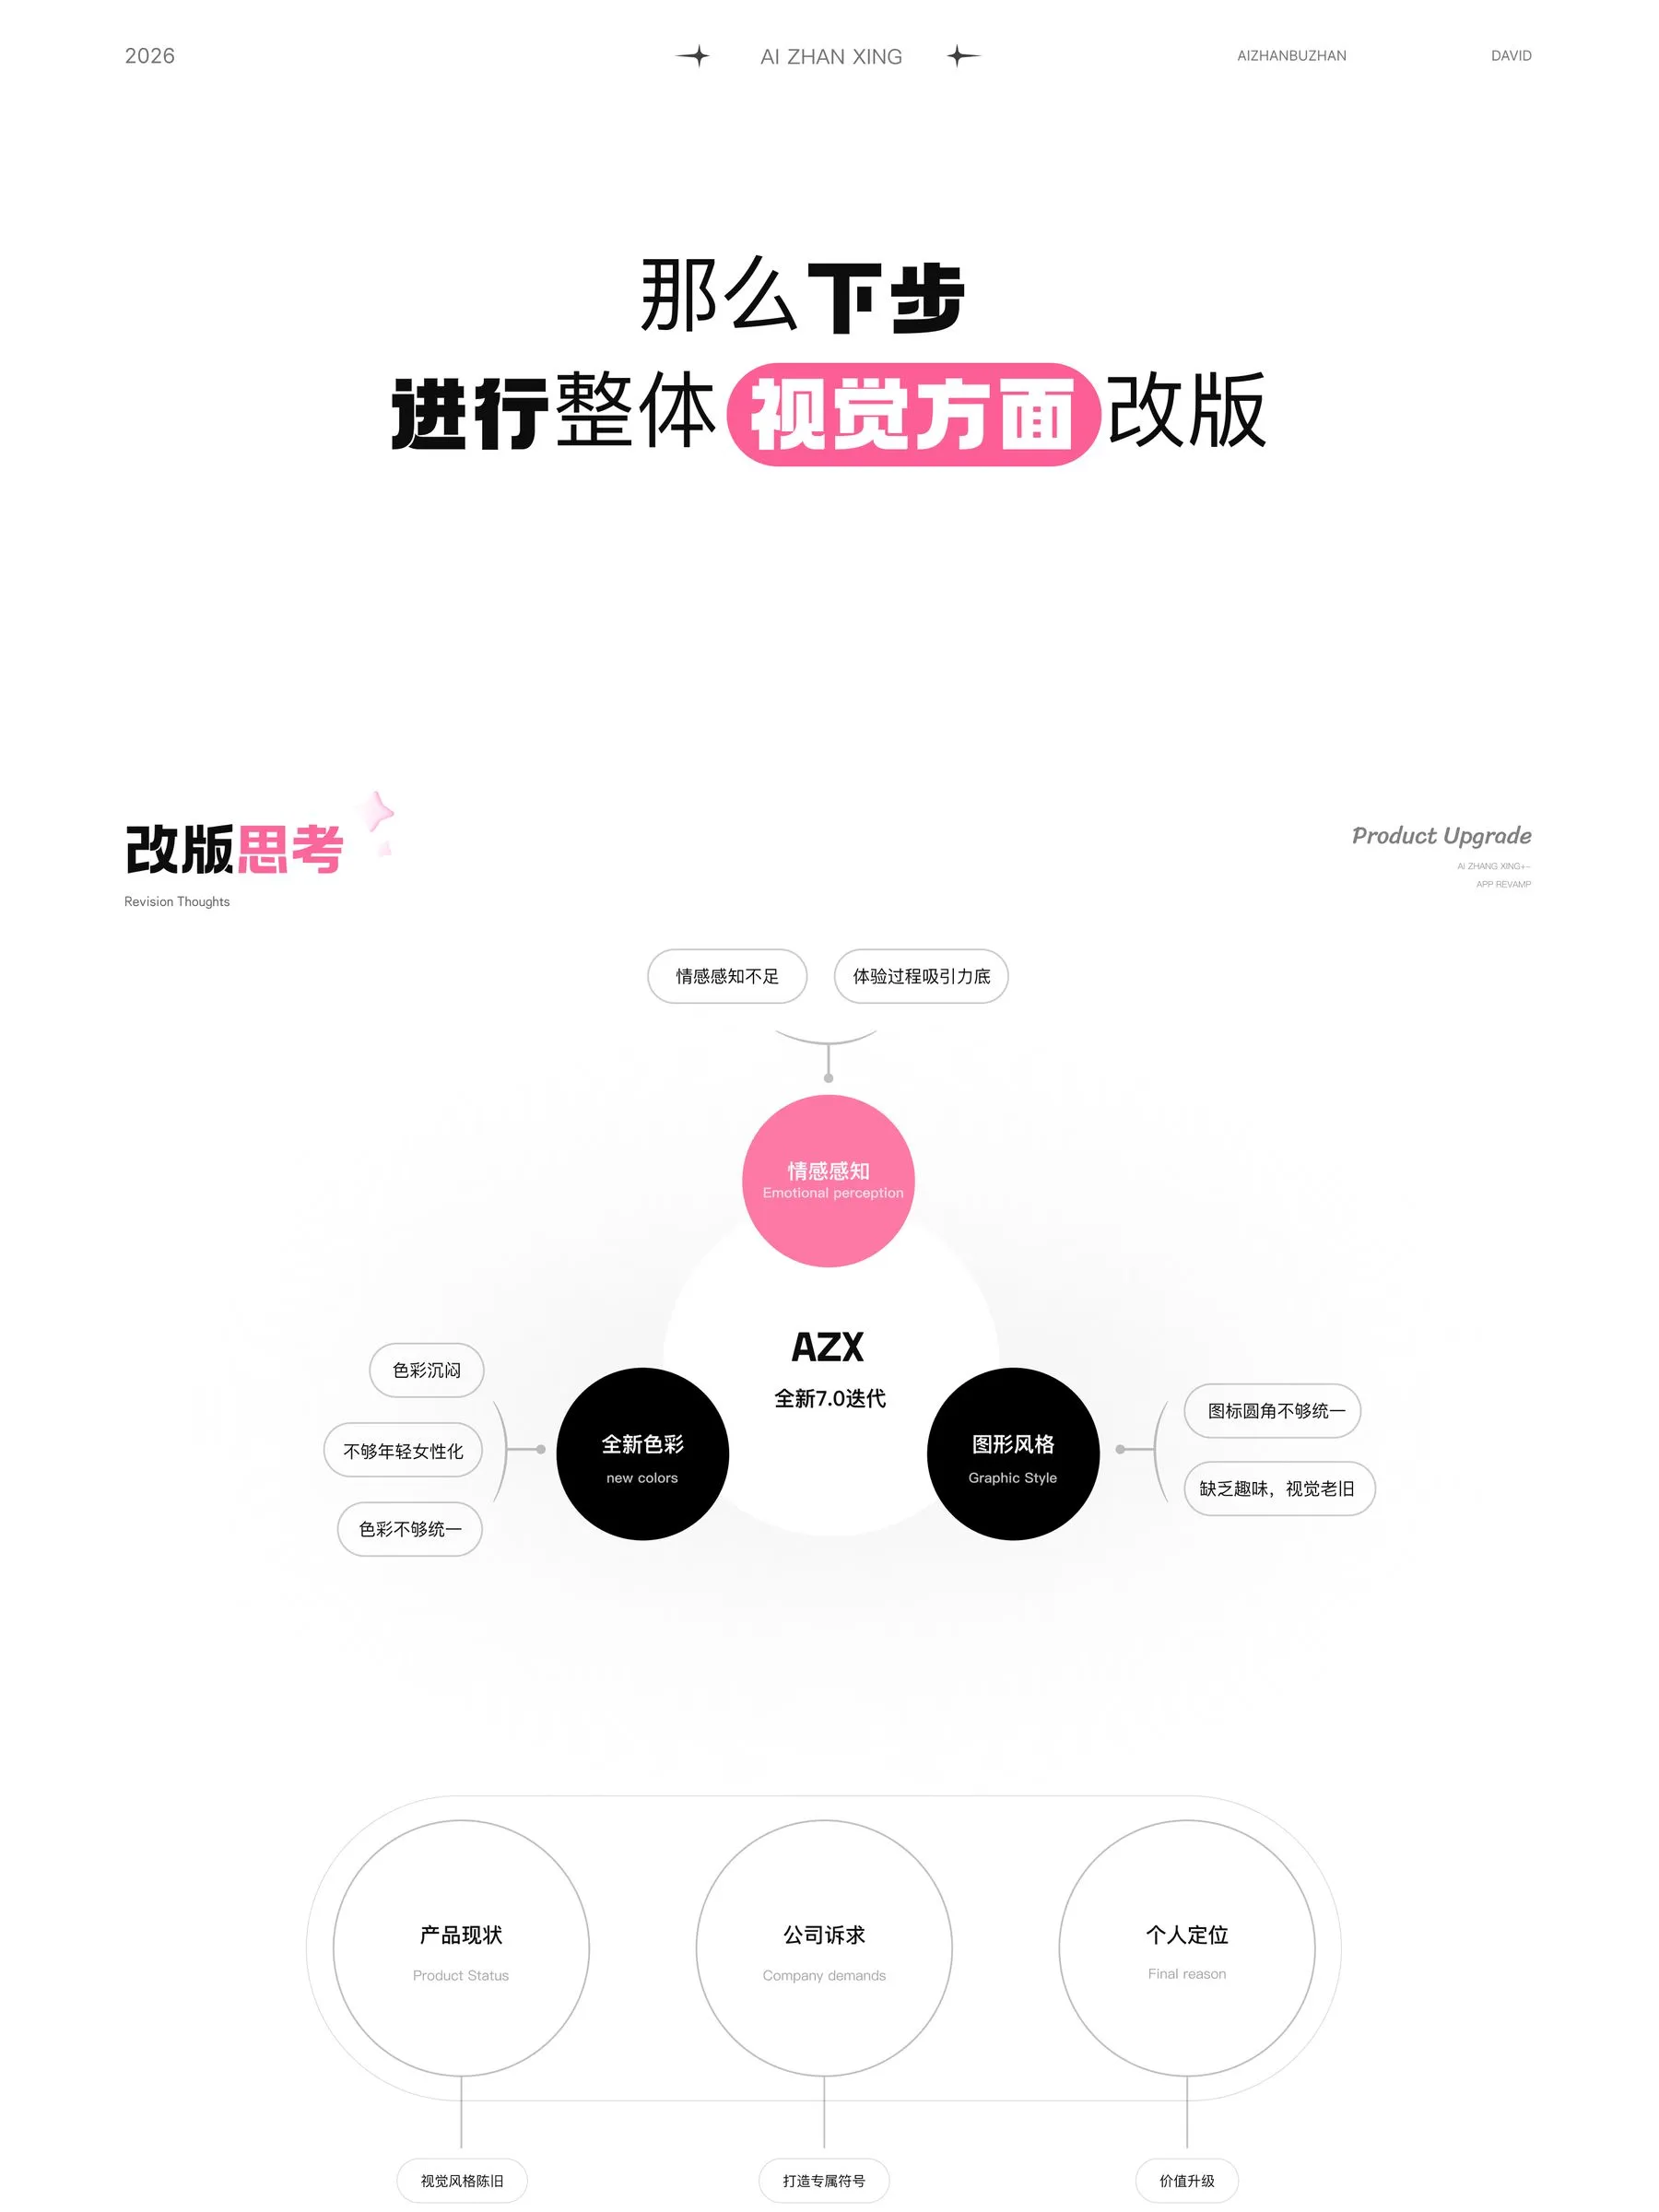 2026
AI ZHAN XING
AIZHANBUZHAN
DAVID
那么下步
进行整体视觉方面改版
改版思考
Revision Thoughts
Product Upgrade
AI ZHANG XING+~
APP REVAMP
情感感知不足
体验过程吸引力底
情感感知
Emotional perception
AZX
全新7.0迭代
色彩沉闷
不够年轻女性化
色彩不够统一
全新色彩
new colors
图形风格
Graphic Style
图标圆角不够统一
缺乏趣味，视觉老旧
产品现状
Product Status
公司诉求
Company demands
个人定位
Final reason
视觉风格陈旧
打造专属符号
价值升级